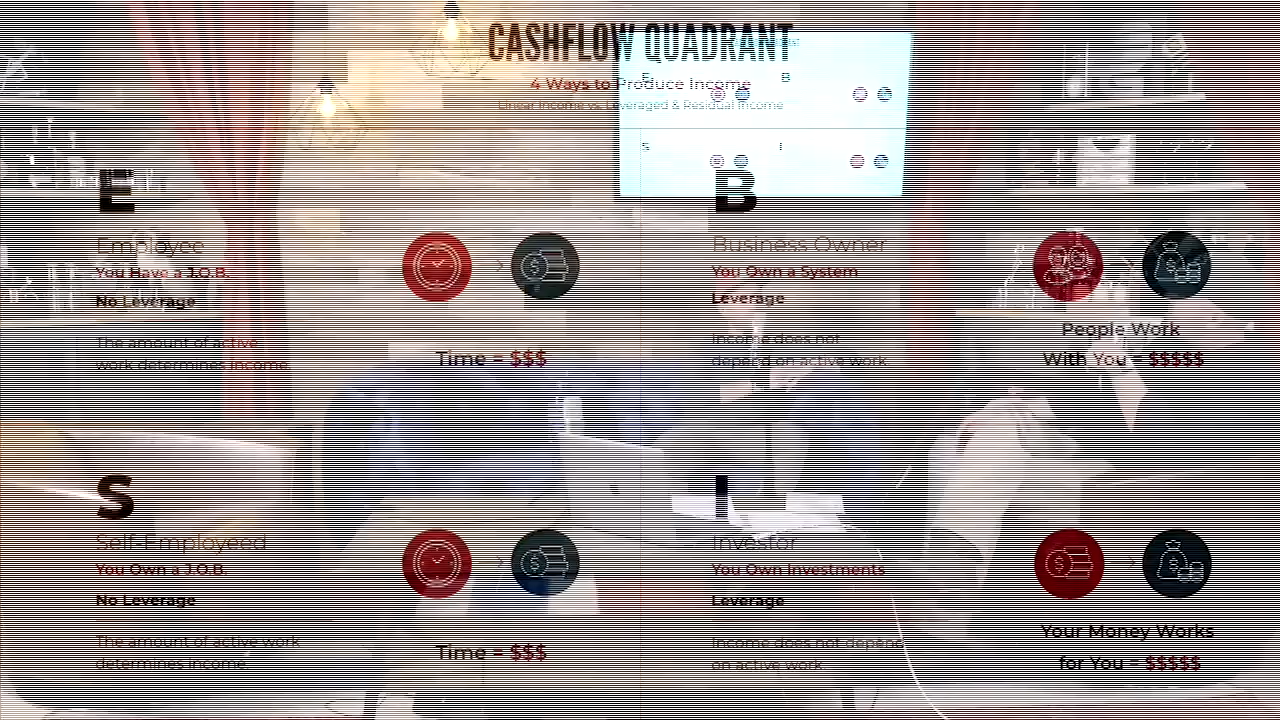 CASHFLOW QUADRANT
4 Ways to Produce Income
Linear Income vs. Leveraged & Residual Income
E B
S I
E
Employee
You Have a J.O.B.
No Leverage
The amount of active
work determines income.
Time = $$$
B
Business Owner
You Own a System
Leverage
Income does not
depend on active work.
People Work
With You = $$$$$
S
Self-Employeed
You Own a J.O.B.
No Leverage
The amount of active work
determines income.
Time = $$$
I
Investor
You Own Investments
Leverage
Income does not depend
on active work.
Your Money Works
for You = $$$$$